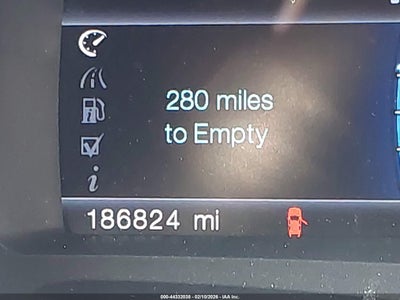 280 miles
to Empty
186824 mi
000-44332038 - 02/10/2026 - IAA Inc.